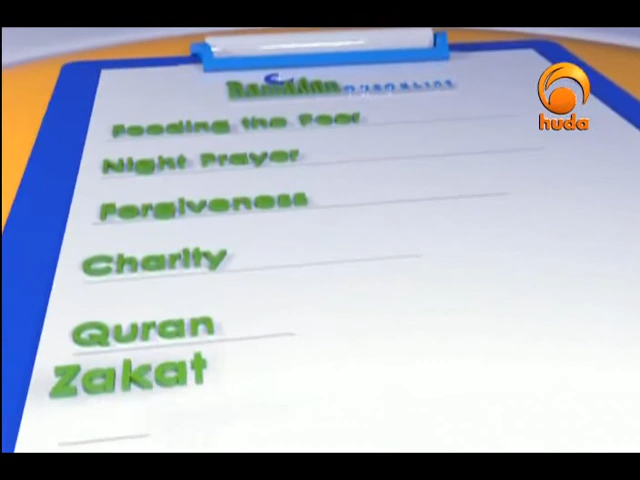 Ramadan
Feeding the Poor
Night Prayer
Forgiveness
Charity
Quran
Zakat
huda